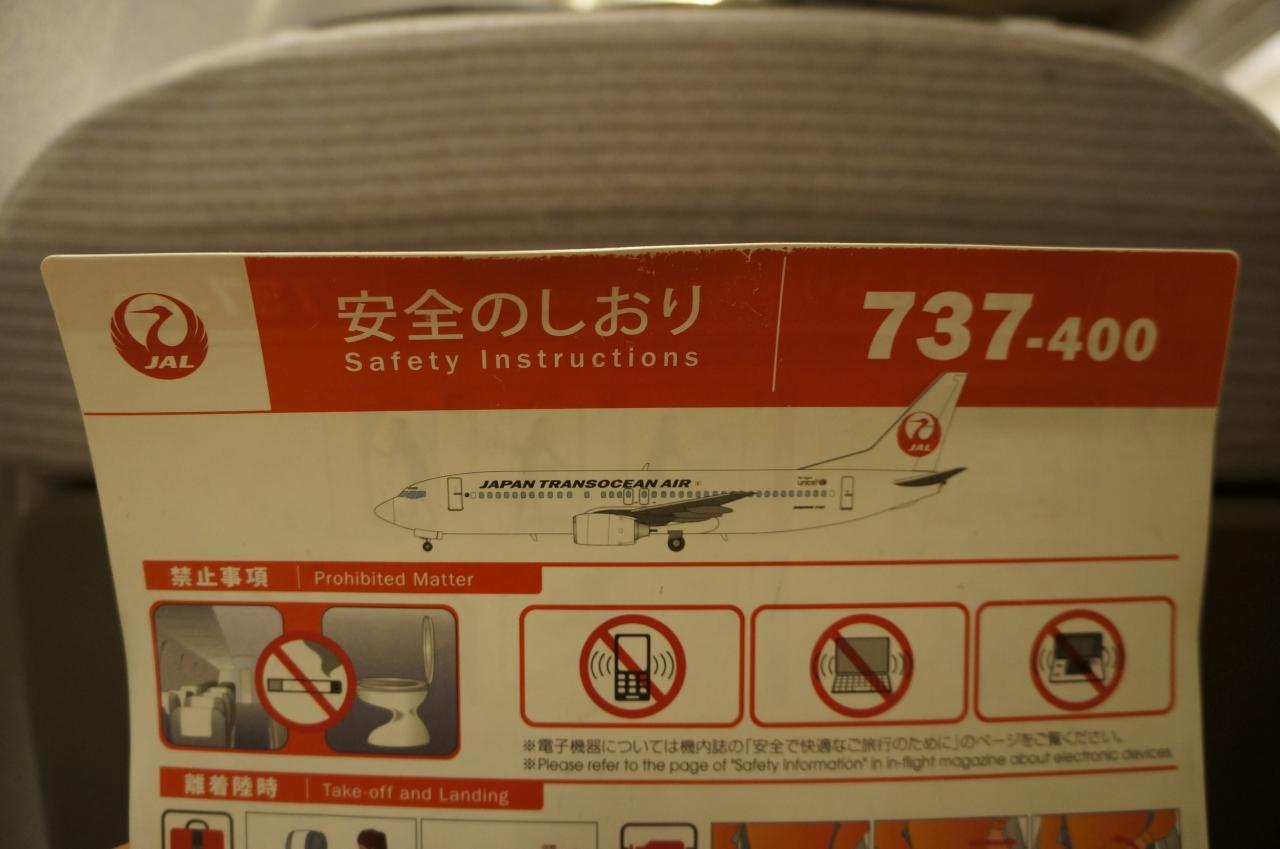 JAL
安全のしおり
Safety Instructions
737-400
JAPAN TRANSOCEAN AIR
JAL
unicef
禁止事項
Prohibited Matter
※電子機器については機内誌の「安全で快適なご旅行のために」のページをご覧ください。
※Please refer to the page of "Safety Information" in in-flight magazine about electronic devices.
離着陸時
Take-off and Landing